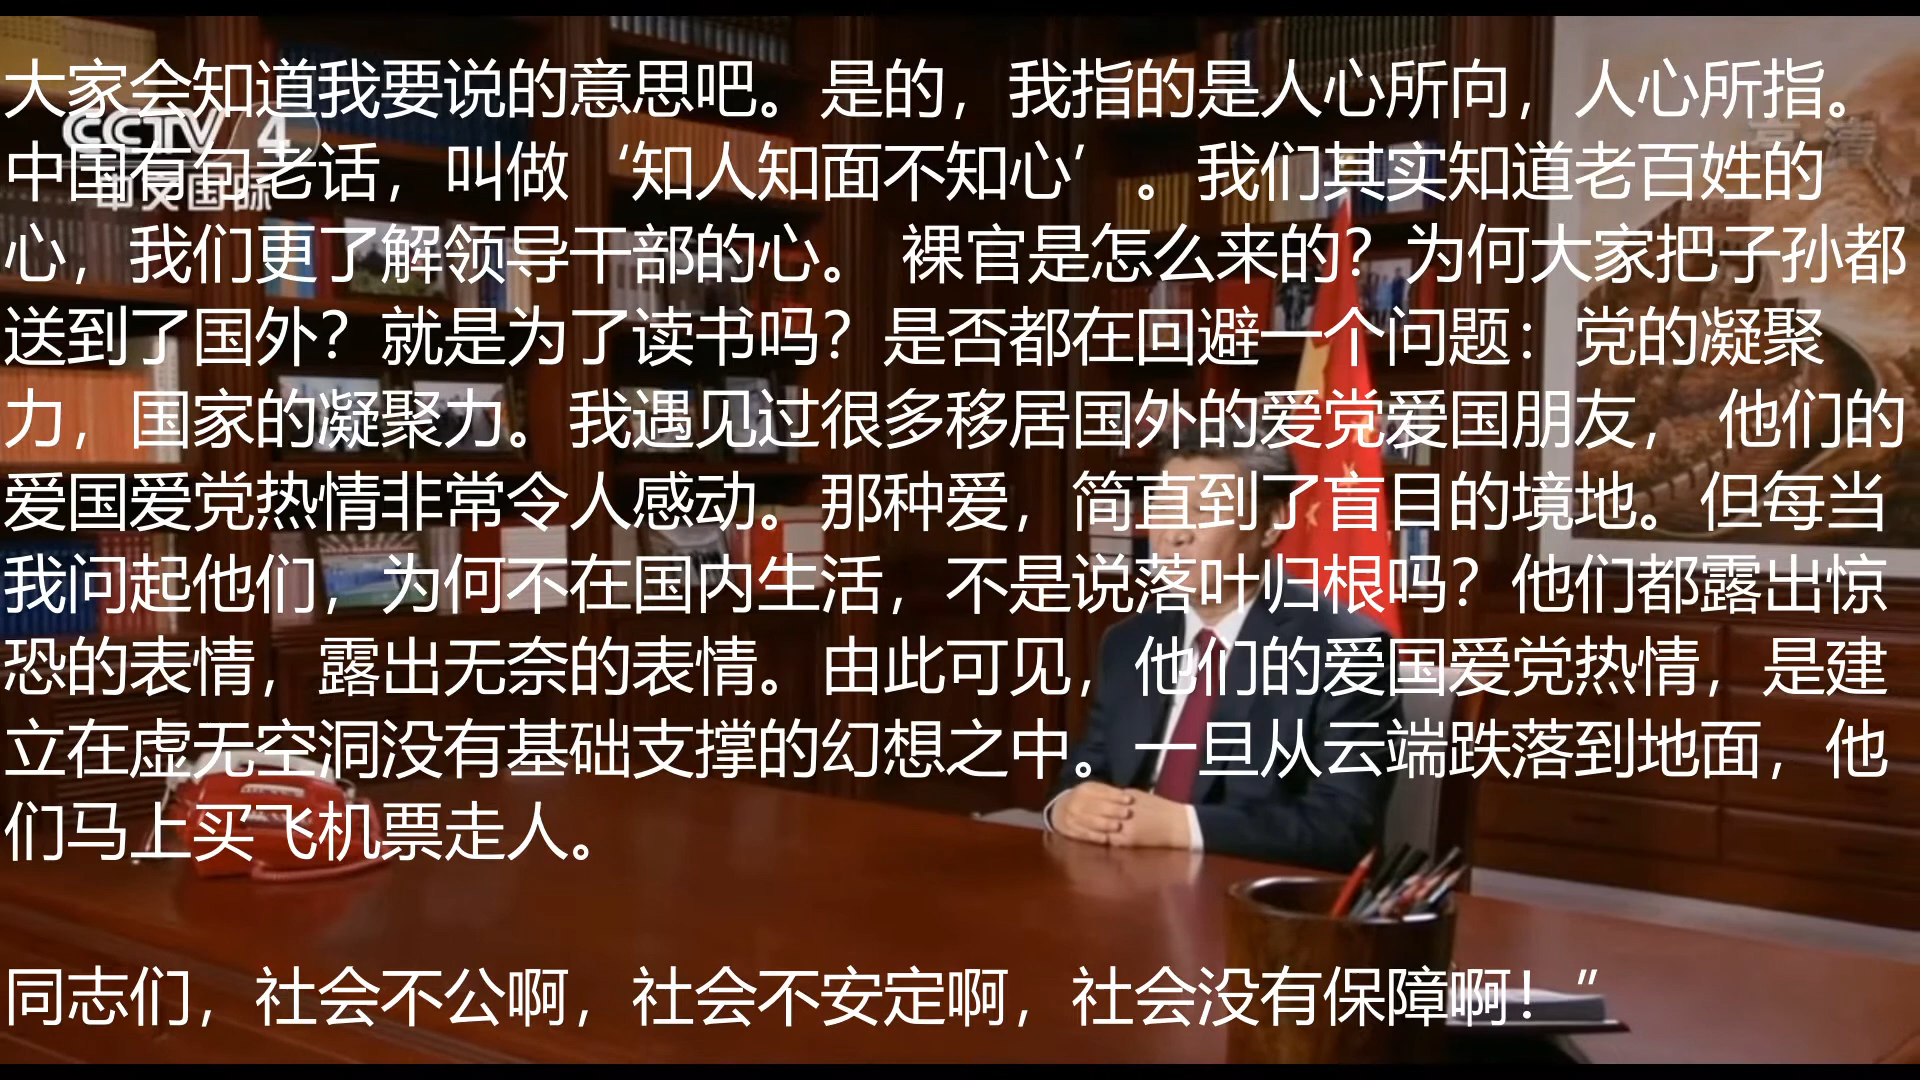 大家会知道我要说的意思吧。是的，我指的是人心所向，人心所指。
CCTV 4
高清
中国有句老话，叫做‘知人知面不知心’。我们其实知道老百姓的
中文国际
心，我们更了解领导干部的心。 裸官是怎么来的？为何大家把子孙都
送到了国外？就是为了读书吗？是否都在回避一个问题：党的凝聚
力，国家的凝聚力。我遇见过很多移居国外的爱党爱国朋友， 他们的
爱国爱党热情非常令人感动。那种爱，简直到了盲目的境地。但每当
我问起他们，为何不在国内生活，不是说落叶归根吗？他们都露出惊
恐的表情，露出无奈的表情。由此可见，他们的爱国爱党热情，是建
立在虚无空洞没有基础支撑的幻想之中。一旦从云端跌落到地面，他
们马上买飞机票走人。
同志们，社会不公啊，社会不安定啊，社会没有保障啊！”